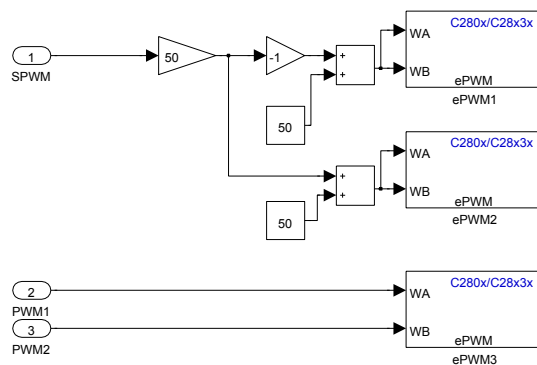 C280x/C28x3x
1
SPWM
50
-1
+
+
50
WA
WB
ePWM
ePWM1
C280x/C28x3x
+
+
50
WA
WB
ePWM
ePWM2
C280x/C28x3x
2
PWM1
3
PWM2
WA
WB
ePWM
ePWM3